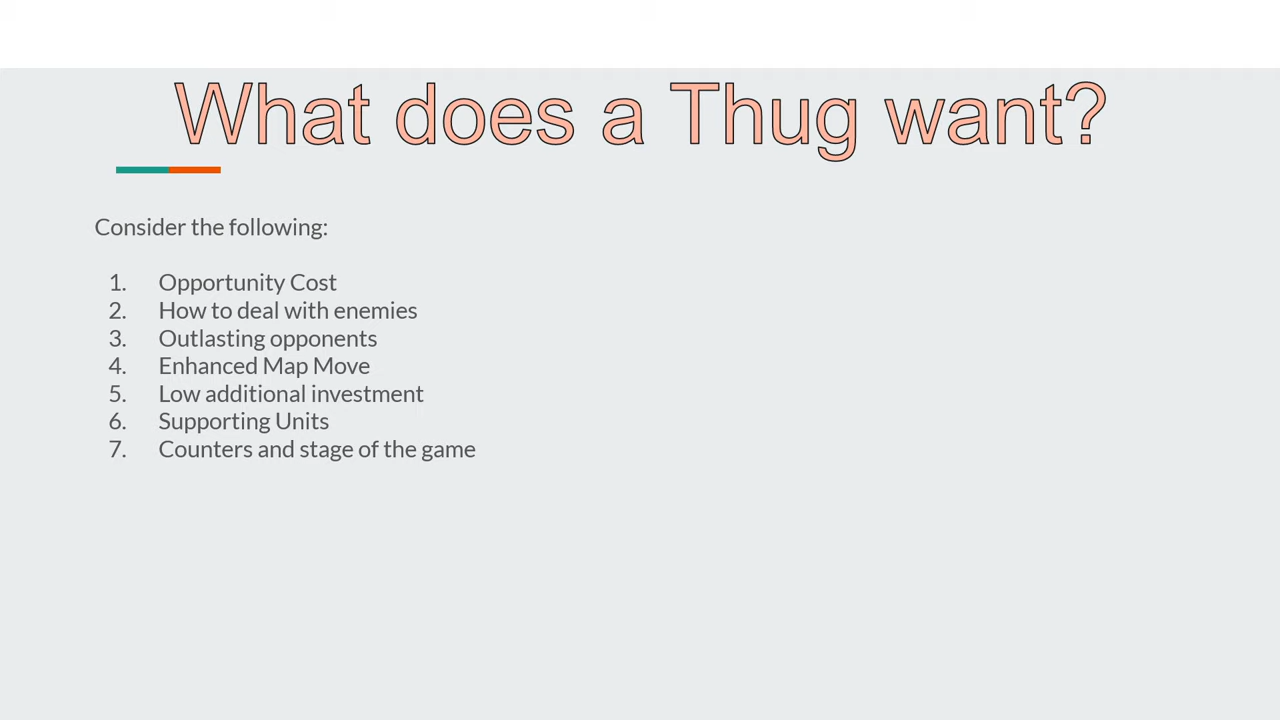 What does a Thug want?
Consider the following:
1. Opportunity Cost
2. How to deal with enemies
3. Outlasting opponents
4. Enhanced Map Move
5. Low additional investment
6. Supporting Units
7. Counters and stage of the game